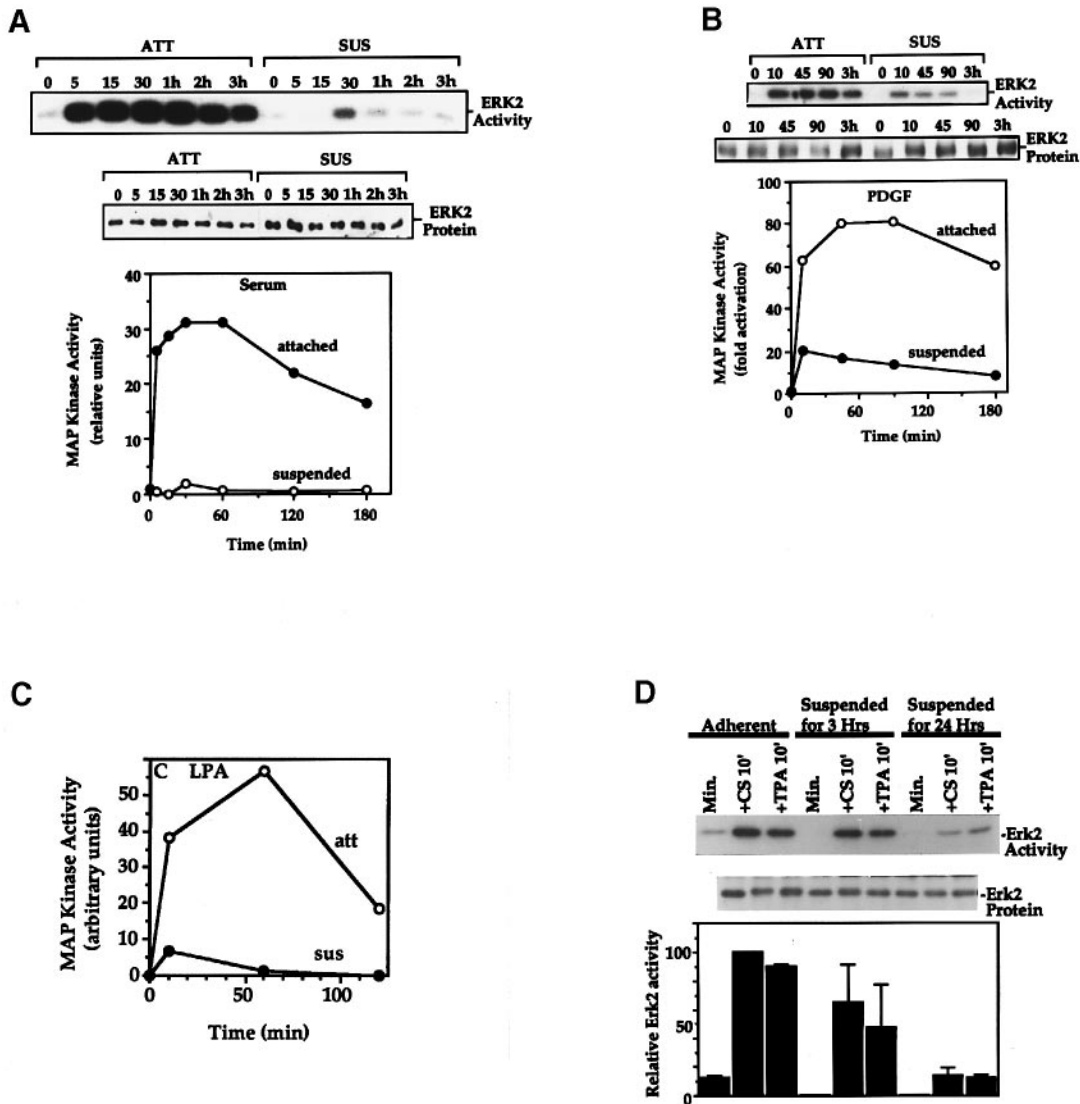 A
ATT SUS
0 5 15 30 1h 2h 3h 0 5 15 30 1h 2h 3h
ERK2
Activity
ATT SUS
0 5 15 30 1h 2h 3h 0 5 15 30 1h 2h 3h
ERK2
Protein
MAP Kinase Activity
(relative units)
40
30
20
10
0
Serum
attached
suspended
0 60 120 180
Time (min)
B
ATT SUS
0 10 45 90 3h 0 10 45 90 3h
ERK2
Activity
0 10 45 90 3h 0 10 45 90 3h
ERK2
Protein
MAP Kinase Activity
(fold activation)
100
80
60
40
20
0
PDGF
attached
suspended
0 60 120 180
Time (min)
C
MAP Kinase Activity
(arbitrary units)
50
40
30
20
10
0
C LPA
att
sus
0 50 100
Time (min)
D
Adherent
Suspended
for 3 Hrs
Suspended
for 24 Hrs
Min.
+CS 10'
+TPA 10'
Min.
+CS 10'
+TPA 10'
Min.
+CS 10'
+TPA 10'
-Erk2
Activity
-Erk2
Protein
Relative Erk2 activity
100
50
0